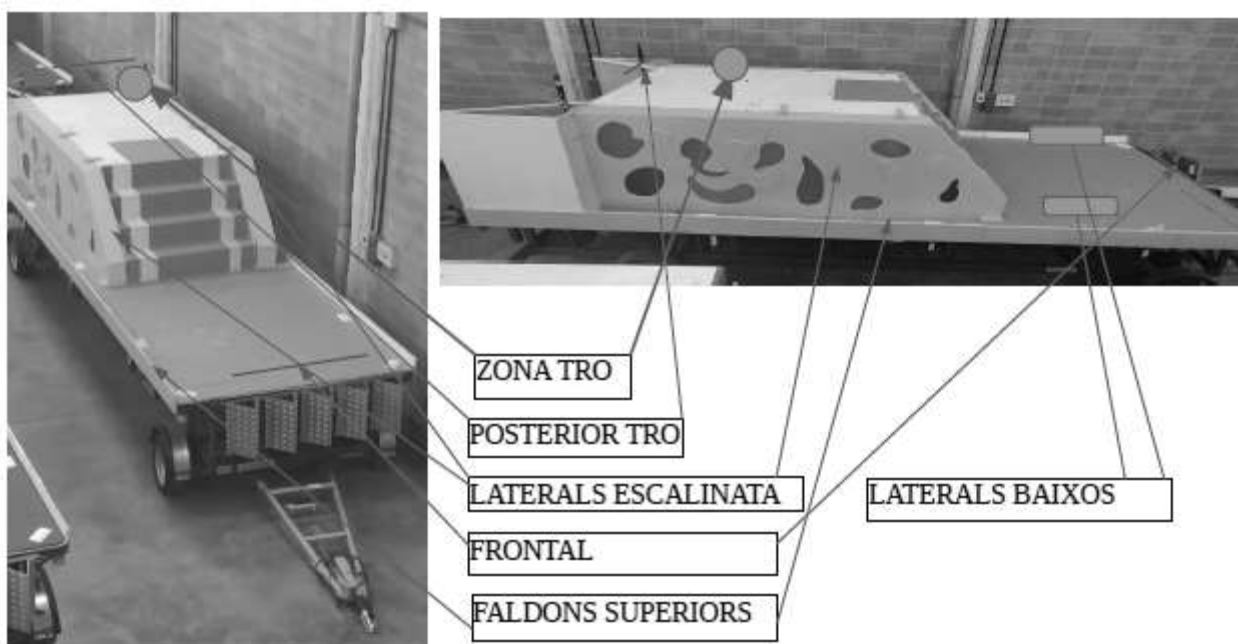 ZONA TRO
POSTERIOR TRO
LATERALS ESCALINATA
LATERALS BAIXOS
FRONTAL
FALDONS SUPERIORS